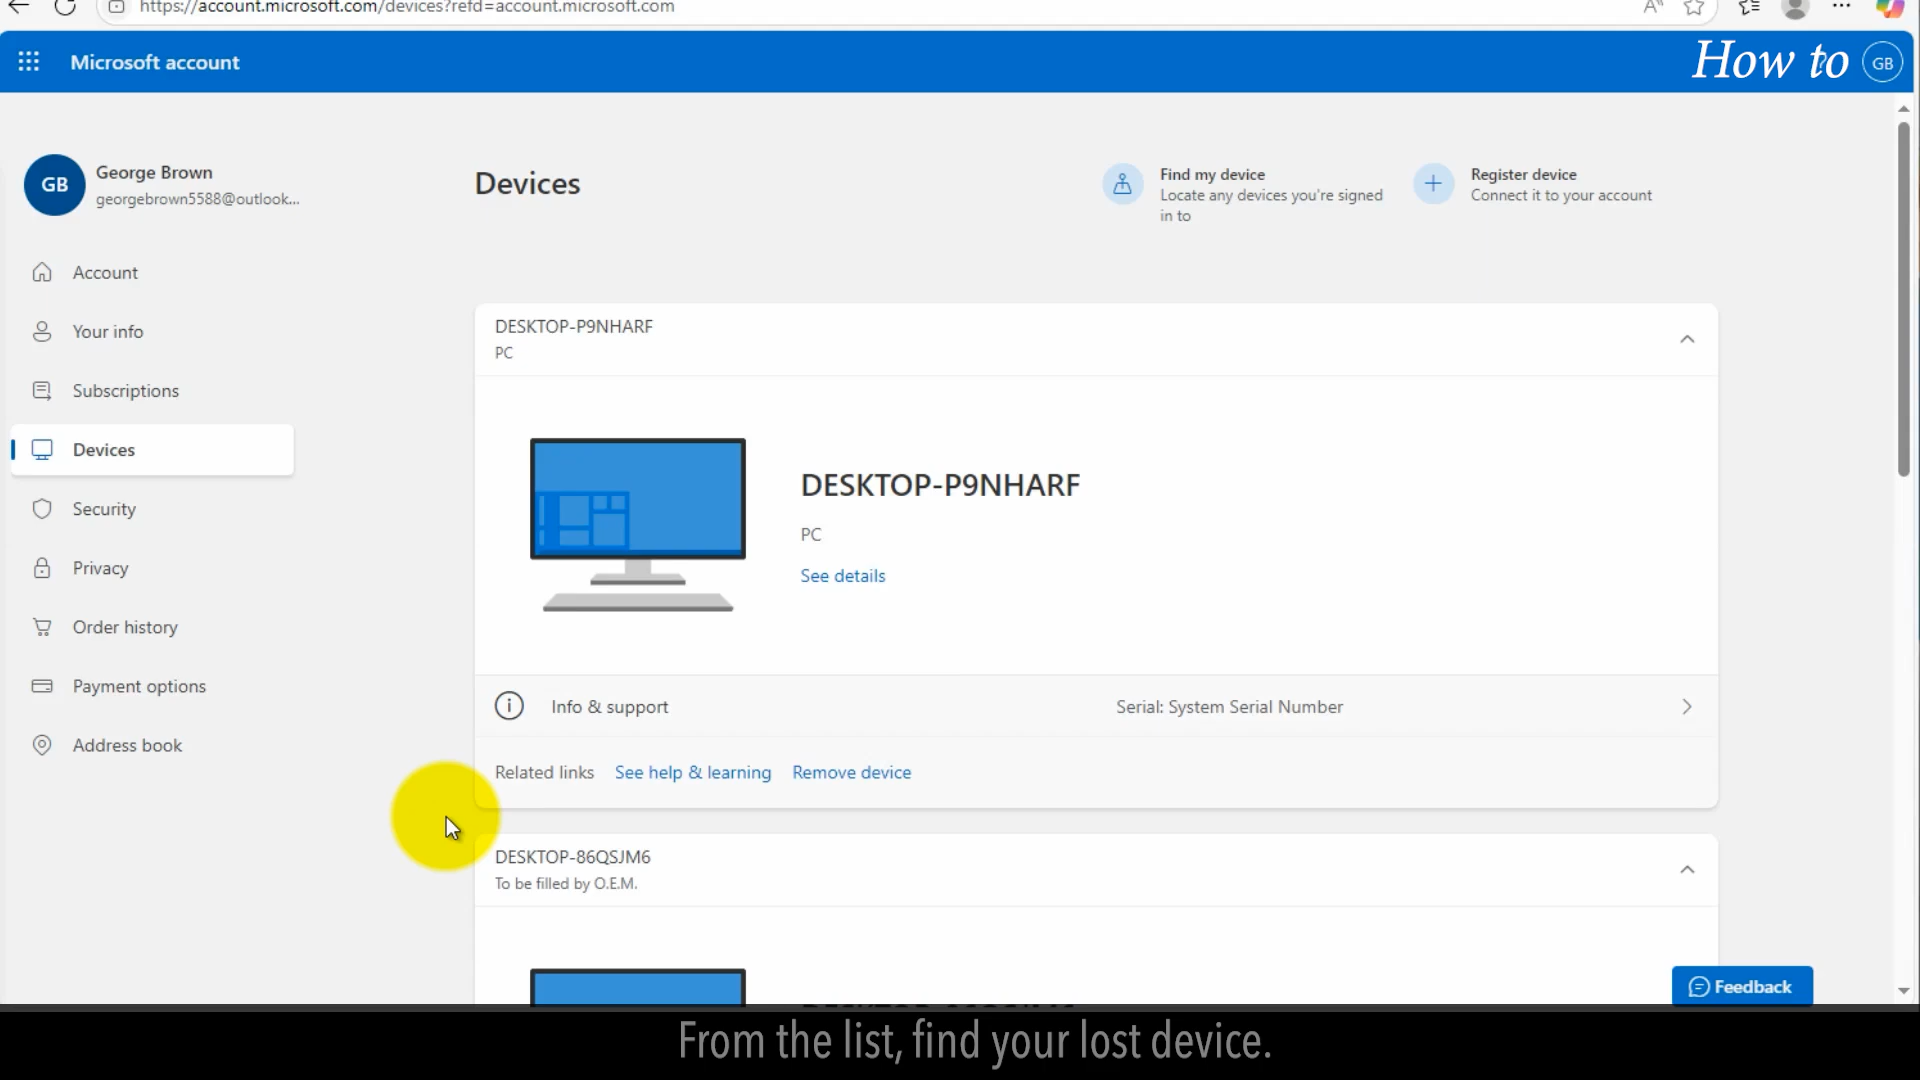 https://account.microsoft.com/devices?refd=account.microsoft.com
Microsoft account
How to
GB
GB
George Brown
georgebrown5588@outlook...
Account
Your info
Subscriptions
Devices
Security
Privacy
Order history
Payment options
Address book
Devices
Find my device
Locate any devices you're signed
in to
Register device
Connect it to your account
DESKTOP-P9NHARF
PC
DESKTOP-P9NHARF
PC
See details
Info & support
Serial: System Serial Number
Related links See help & learning Remove device
DESKTOP-86QSJM6
To be filled by O.E.M.
Feedback
From the list, find your lost device.